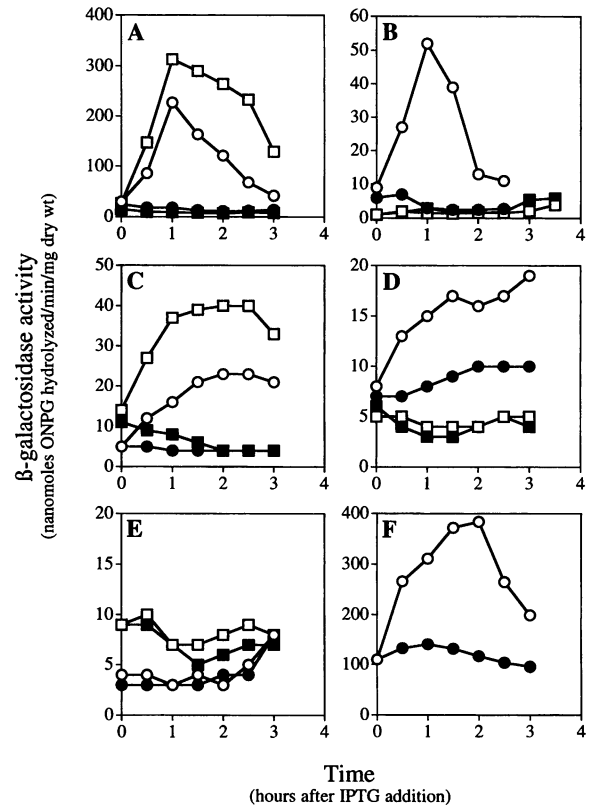 β-galactosidase activity
(nanomoles ONPG hydrolyzed/min/mg dry wt)
A
400
300
200
100
0
0 1 2 3 4
B
60
50
40
30
20
10
0
0 1 2 3 4
C
50
40
30
20
10
0
0 1 2 3 4
D
20
15
10
5
0
0 1 2 3 4
E
20
15
10
5
0
0 1 2 3 4
F
400
300
200
100
0
0 1 2 3 4
Time
(hours after IPTG addition)